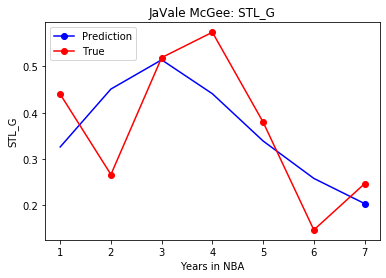 JaVale McGee: STL_G
Prediction
True
STL_G
0.5
0.4
0.3
0.2
1 2 3 4 5 6 7
Years in NBA